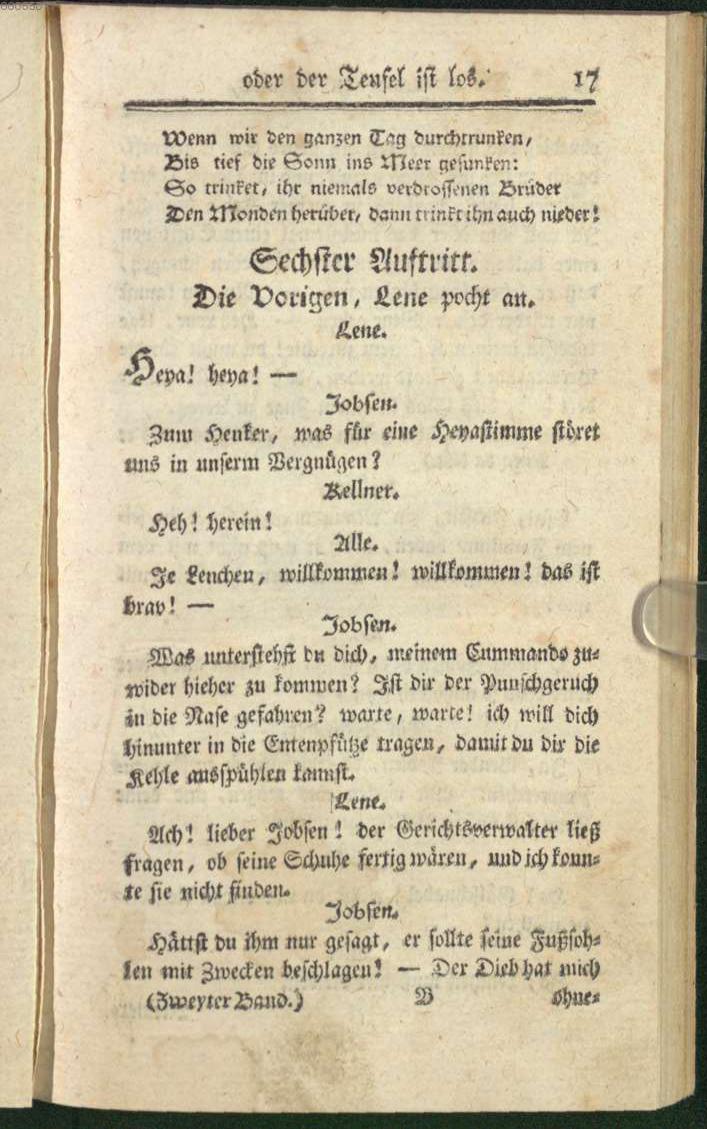 oder der Teufel ist los. 17
Wenn wir den ganzen Tag durchtrunken,
Bis tief die Sonn ins Meer gesunken:
So trinket, ihr niemals verdrossenen Brüder
Den Monden herüber, dann trinkt ihn auch nieder!
Sechster Auftritt.
Die Vorigen, Lene pocht an.
Lene.
Heya! heya! —
Jobsen.
Zum Henker, was für eine Heyastimme störet
uns in unserm Vergnügen?
Kellner.
Heh! herein!
Alle.
Je Lenchen, willkommen! willkommen! das ist
brav! —
Jobsen.
Was unterstehst du dich, meinem Commando zu-
wider hieher zu kommen? Ist dir der Punschgeruch
in die Nase gefahren? warte, warte! ich will dich
hinunter in die Entenpfütze tragen, damit du dir die
Kehle ausspühlen kannst.
Lene.
Ach! lieber Jobsen! der Gerichtsverwalter ließ
fragen, ob seine Schuhe fertig wären, und ich konn-
te sie nicht finden.
Jobsen.
Hättst du ihm nur gesagt, er sollte seine Fußsoh-
len mit Zwecken beschlagen! — Der Dieb hat mich
(Zweyter Band.) B ohne-